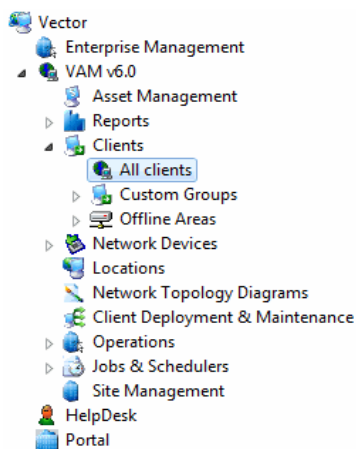 Vector
Enterprise Management
VAM v6.0
Asset Management
Reports
Clients
All clients
Custom Groups
Offline Areas
Network Devices
Locations
Network Topology Diagrams
Client Deployment & Maintenance
Operations
Jobs & Schedulers
Site Management
HelpDesk
Portal